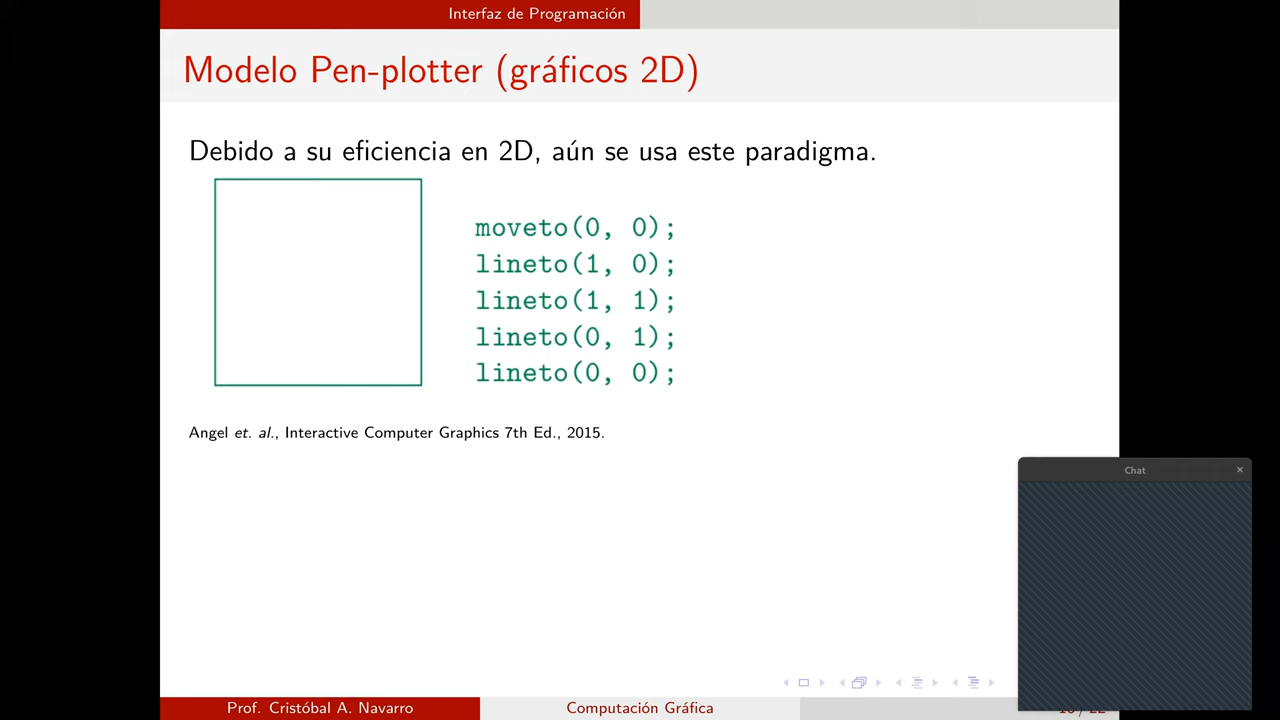 Interfaz de Programación
Modelo Pen-plotter (gráficos 2D)
Debido a su eficiencia en 2D, aún se usa este paradigma.
moveto(0, 0);
lineto(1, 0);
lineto(1, 1);
lineto(0, 1);
lineto(0, 0);
Angel et. al., Interactive Computer Graphics 7th Ed., 2015.
Chat
Prof. Cristóbal A. Navarro
Computación Gráfica